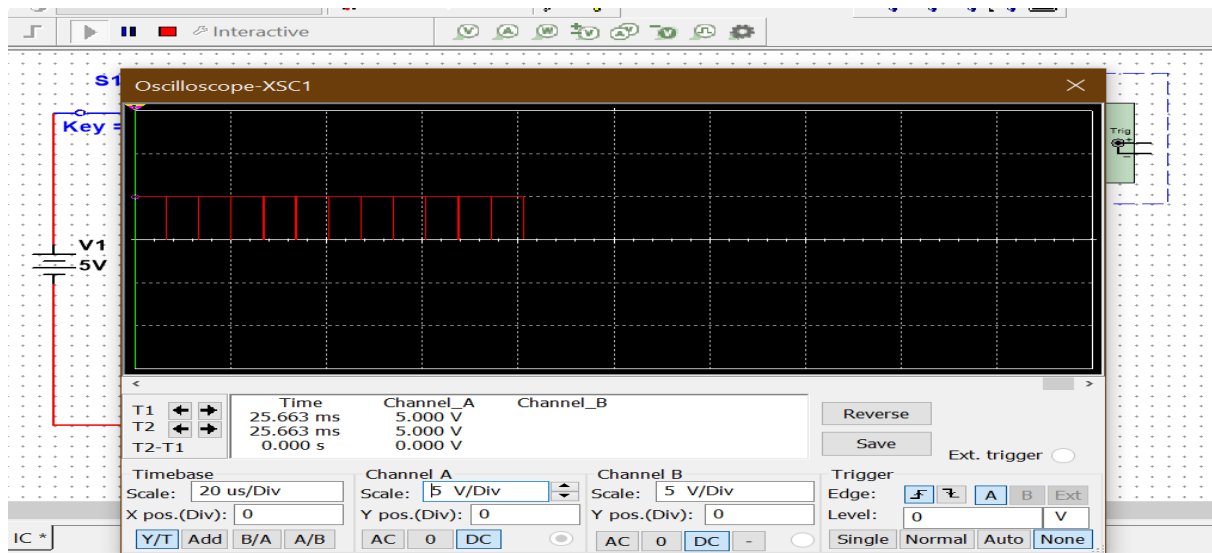 Interactive
S1
Key =
V1
5V
Oscilloscope-XSC1
Trig
Time Channel_A Channel_B
T1 25.663 ms 5.000 V
T2 25.663 ms 5.000 V
T2-T1 0.000 s 0.000 V
Reverse
Save
Ext. trigger
Timebase
Scale: 20 us/Div
X pos.(Div): 0
Y/T Add B/A A/B
Channel A
Scale: 5 V/Div
Y pos.(Div): 0
AC 0 DC
Channel B
Scale: 5 V/Div
Y pos.(Div): 0
AC 0 DC -
Trigger
Edge: A B Ext
Level: 0 V
Single Normal Auto None
IC *